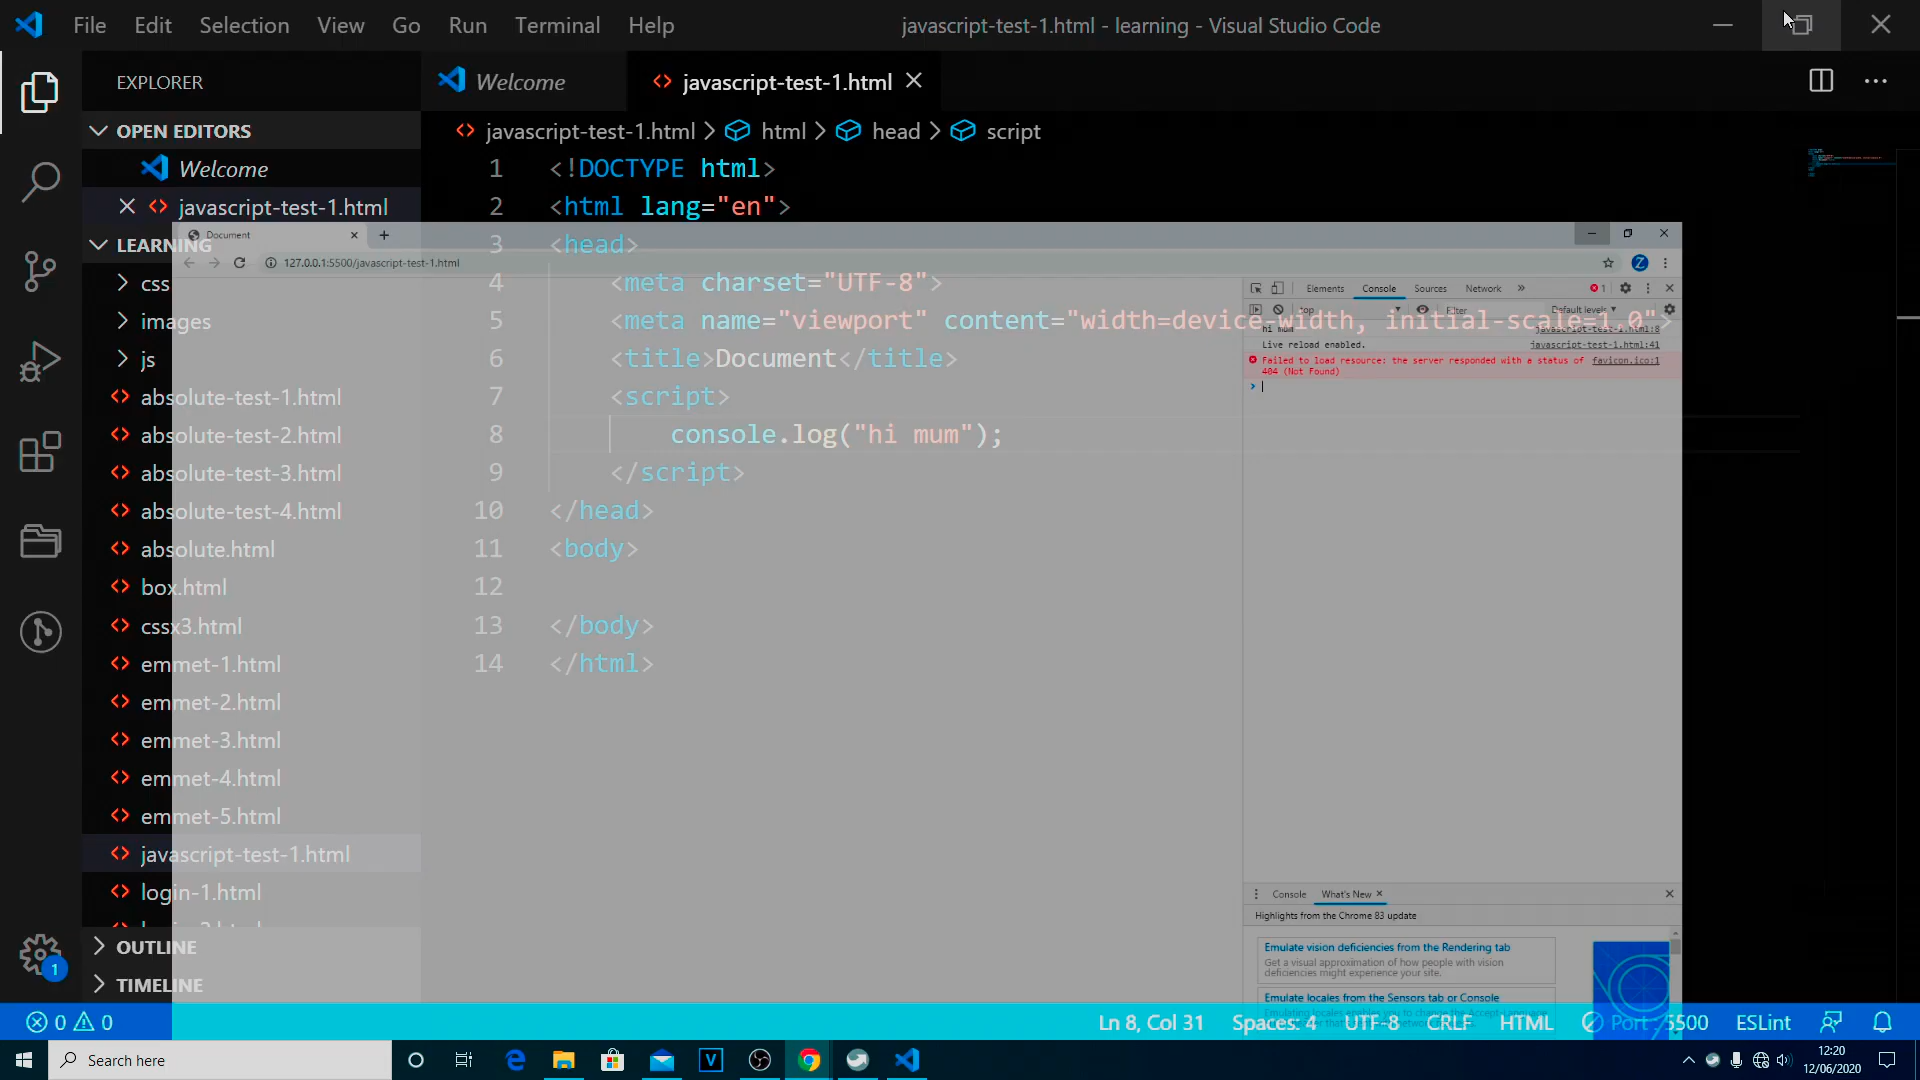 File Edit Selection View Go Run Terminal Help
javascript-test-1.html - learning - Visual Studio Code
EXPLORER
OPEN EDITORS
Welcome
javascript-test-1.html
LEARNING
css
images
js
absolute-test-1.html
absolute-test-2.html
absolute-test-3.html
absolute-test-4.html
absolute.html
box.html
cssx3.html
emmet-1.html
emmet-2.html
emmet-3.html
emmet-4.html
emmet-5.html
javascript-test-1.html
login-1.html
OUTLINE
TIMELINE
Welcome
javascript-test-1.html
javascript-test-1.html > html > head > script
1 <!DOCTYPE html>
2 <html lang="en">
3 <head>
4 <meta charset="UTF-8">
5 <meta name="viewport" content="width=device-width, initial-scale=1.0">
6 <title>Document</title>
7 <script>
8 console.log("hi mum");
9 </script>
10 </head>
11 <body>
12
13 </body>
14 </html>
Document
127.0.0.1:5500/javascript-test-1.html
Elements Console Sources Network » 1
top Filter Default levels
hi mum javascript-test-1.html:8
Live reload enabled. javascript-test-1.html:41
Failed to load resource: the server responded with a status of favicon.ico:1
404 (Not Found)
Console What's New
Highlights from the Chrome 83 update
Emulate vision deficiencies from the Rendering tab
Get a visual approximation of how people with vision
deficiencies might experience your site.
Emulate locales from the Sensors tab or Console
1
0 0
Ln 8, Col 31 Spaces: 4 UTF-8 CRLF HTML Port : 5500 ESLint
Search here
12:20
12/06/2020